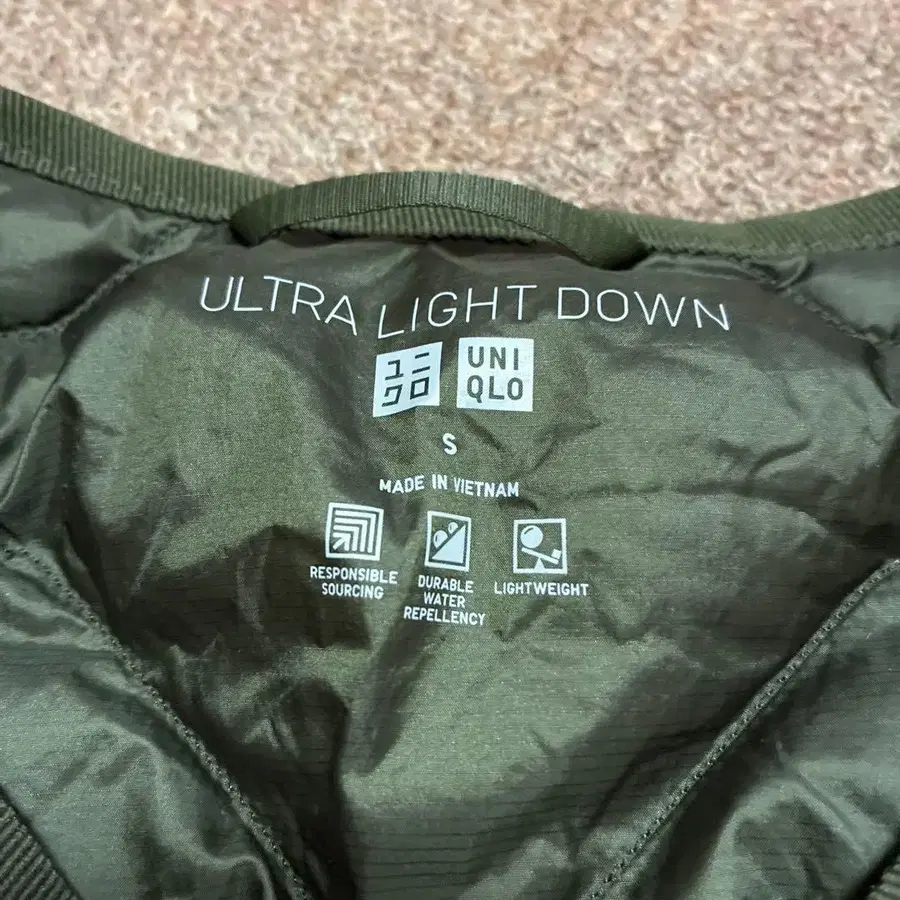 ULTRA LIGHT DOWN
ユニ UNI
クロ QLO
S
MADE IN VIETNAM
RESPONSIBLE
SOURCING
DURABLE
WATER
REPELLENCY
LIGHTWEIGHT